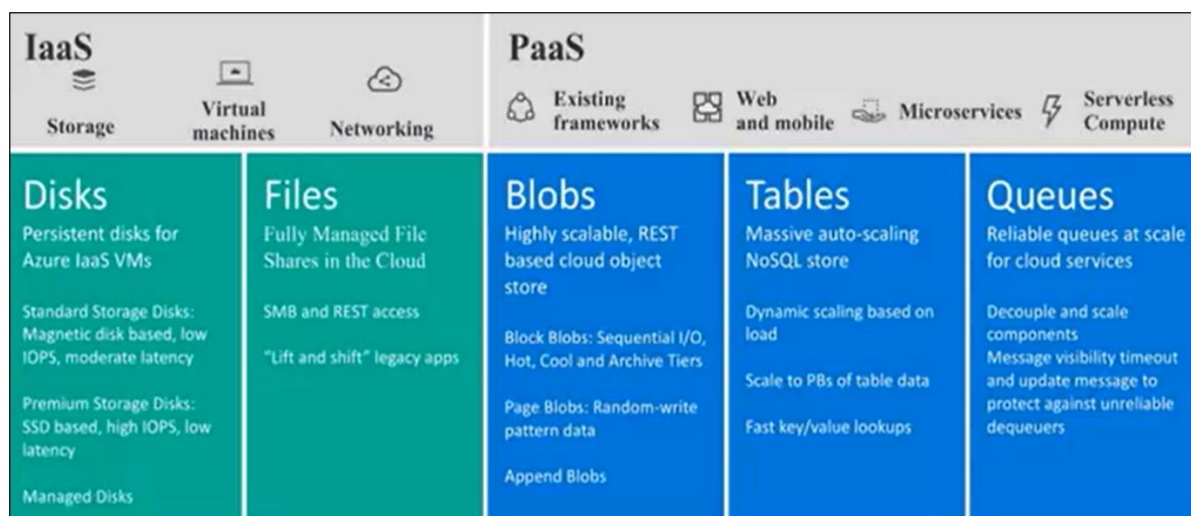 IaaS
Storage
Virtual
machines
Networking
PaaS
Existing
frameworks
Web
and mobile
Microservices
Serverless
Compute
Disks
Persistent disks for
Azure IaaS VMs
Standard Storage Disks:
Magnetic disk based, low
IOPS, moderate latency
Premium Storage Disks:
SSD based, high IOPS, low
latency
Managed Disks
Files
Fully Managed File
Shares in the Cloud
SMB and REST access
"Lift and shift" legacy apps
Blobs
Highly scalable, REST
based cloud object
store
Block Blobs: Sequential I/O,
Hot, Cool and Archive Tiers
Page Blobs: Random-write
pattern data
Append Blobs
Tables
Massive auto-scaling
NoSQL store
Dynamic scaling based on
load
Scale to PBs of table data
Fast key/value lookups
Queues
Reliable queues at scale
for cloud services
Decouple and scale
components
Message visibility timeout
and update message to
protect against unreliable
dequeuers